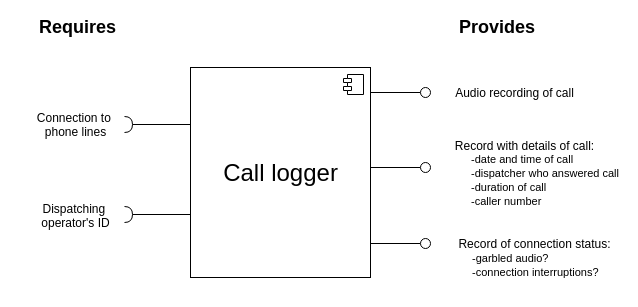 Requires
Provides
Connection to
phone lines
Dispatching
operator's ID
Call logger
Audio recording of call
Record with details of call:
-date and time of call
-dispatcher who answered call
-duration of call
-caller number
Record of connection status:
-garbled audio?
-connection interruptions?